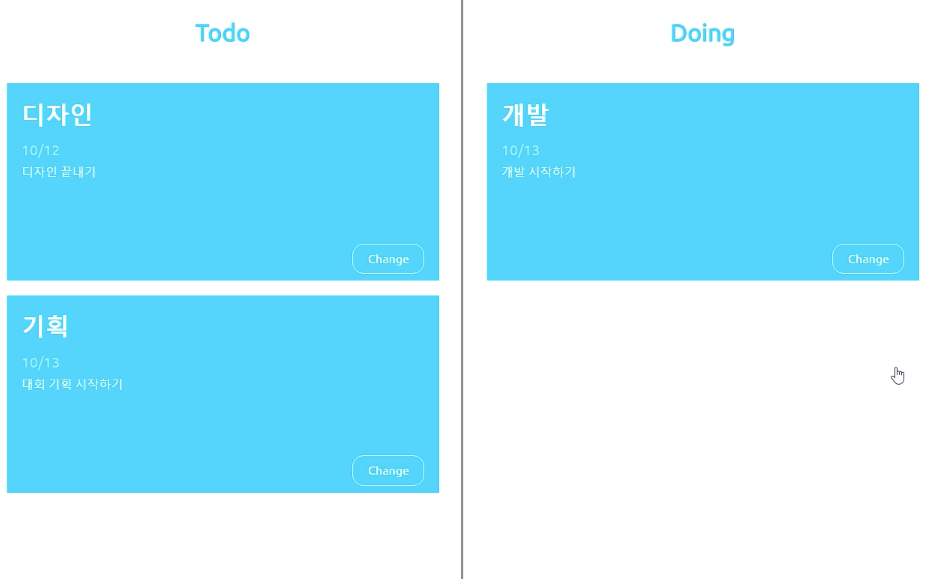 Todo
디자인
10/12
디자인 끝내기
Change
기획
10/13
대회 기획 시작하기
Change
Doing
개발
10/13
개발 시작하기
Change